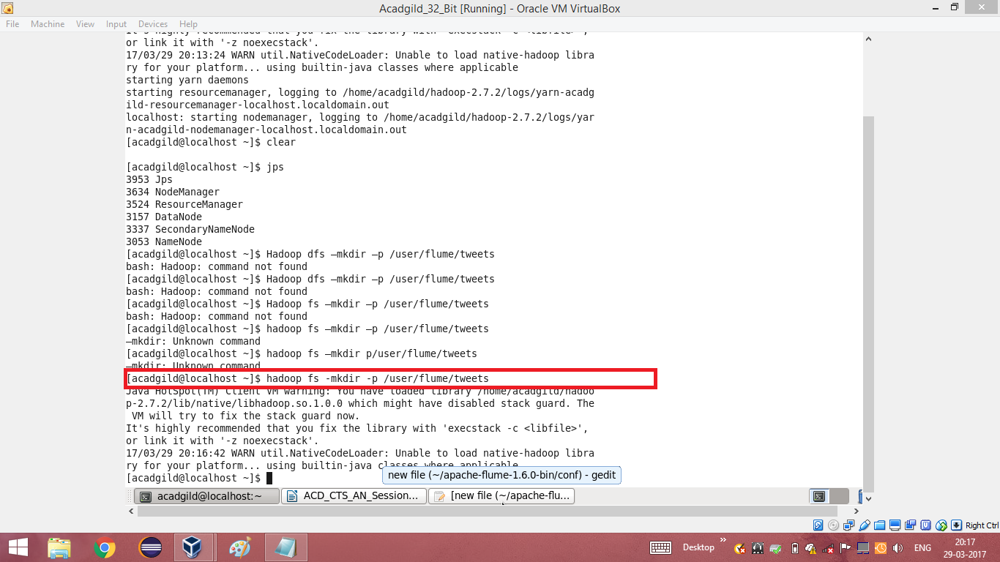 Acadgild_32_Bit [Running] - Oracle VM VirtualBox
File Machine View Input Devices Help
It's highly recommended that you fix the library with 'execstack -c <libfile>',
or link it with '-z noexecstack'.
17/03/29 20:13:24 WARN util.NativeCodeLoader: Unable to load native-hadoop libra
ry for your platform... using builtin-java classes where applicable
starting yarn daemons
starting resourcemanager, logging to /home/acadgild/hadoop-2.7.2/logs/yarn-acadg
ild-resourcemanager-localhost.localdomain.out
localhost: starting nodemanager, logging to /home/acadgild/hadoop-2.7.2/logs/yar
n-acadgild-nodemanager-localhost.localdomain.out
[acadgild@localhost ~]$ clear
[acadgild@localhost ~]$ jps
3953 Jps
3634 NodeManager
3524 ResourceManager
3157 DataNode
3337 SecondaryNameNode
3053 NameNode
[acadgild@localhost ~]$ Hadoop dfs –mkdir –p /user/flume/tweets
bash: Hadoop: command not found
[acadgild@localhost ~]$ Hadoop dfs –mkdir –p /user/flume/tweets
bash: Hadoop: command not found
[acadgild@localhost ~]$ Hadoop fs –mkdir –p /user/flume/tweets
bash: Hadoop: command not found
[acadgild@localhost ~]$ hadoop fs –mkdir –p /user/flume/tweets
–mkdir: Unknown command
[acadgild@localhost ~]$ hadoop fs –mkdir p/user/flume/tweets
–mkdir: Unknown command
[acadgild@localhost ~]$ hadoop fs -mkdir -p /user/flume/tweets
Java HotSpot(TM) Client VM warning: You have loaded library /home/acadgild/hadoo
p-2.7.2/lib/native/libhadoop.so.1.0.0 which might have disabled stack guard. The
VM will try to fix the stack guard now.
It's highly recommended that you fix the library with 'execstack -c <libfile>',
or link it with '-z noexecstack'.
17/03/29 20:16:42 WARN util.NativeCodeLoader: Unable to load native-hadoop libra
ry for your platform... using builtin-java classes where applicable
[acadgild@localhost ~]$
new file (~/apache-flume-1.6.0-bin/conf) - gedit
acadgild@localhost:~ ACD_CTS_AN_Session... [new file (~/apache-flu...
Right Ctrl
Desktop » ENG 20:17
29-03-2017